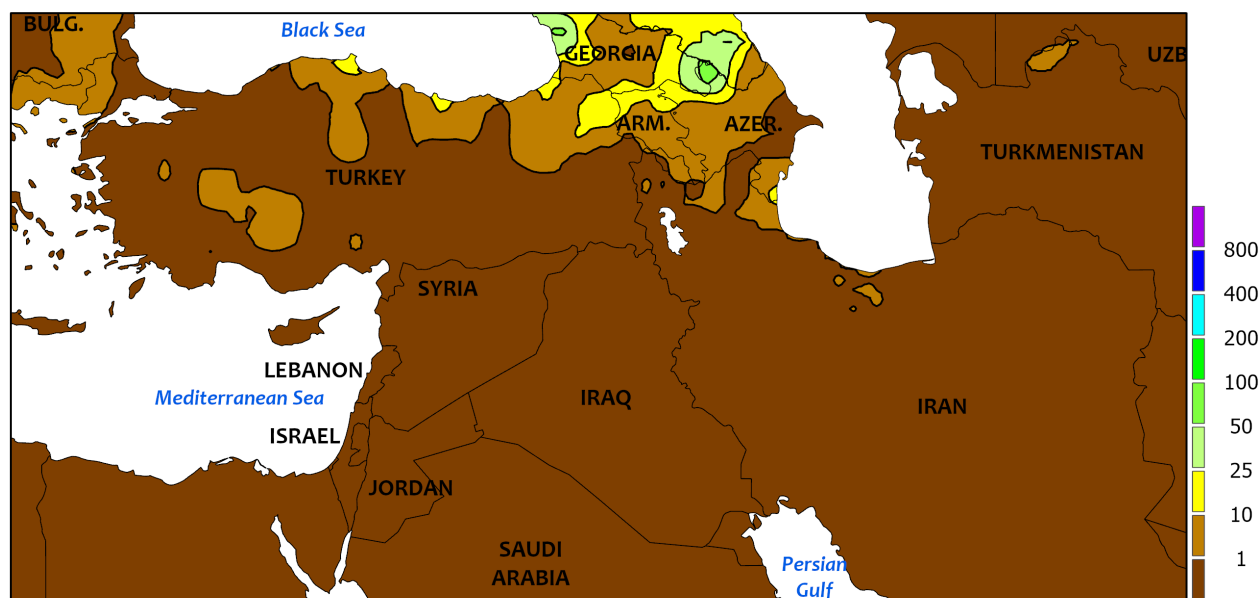 BULG.
Black Sea
GEORGIA
UZB
ARM.
AZER.
TURKMENISTAN
TURKEY
SYRIA
LEBANON
Mediterranean Sea
IRAQ
IRAN
ISRAEL
JORDAN
SAUDI
ARABIA
Persian
Gulf
800
400
200
100
50
25
10
1